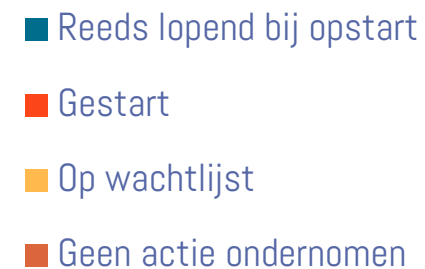 Reeds lopend bij opstart
Gestart
Op wachtlijst
Geen actie ondernomen